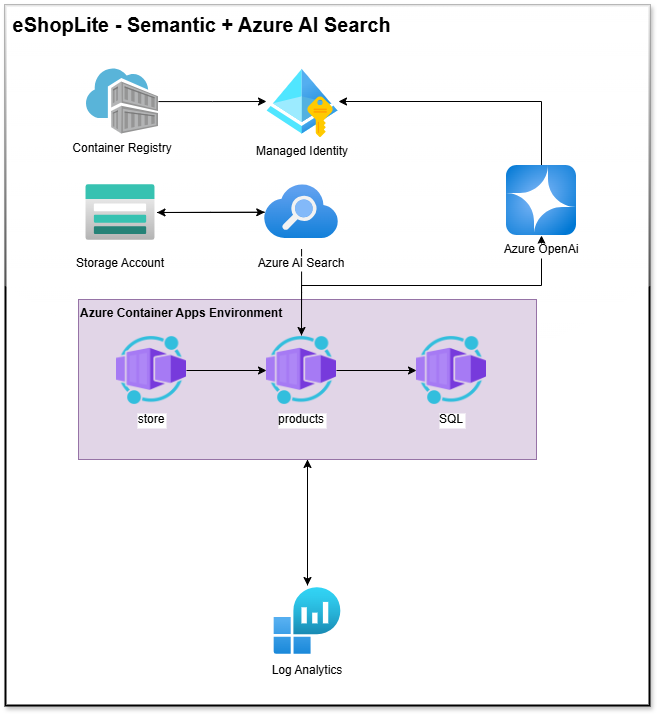 eShopLite - Semantic + Azure AI Search
Container Registry
Managed Identity
Storage Account
Azure AI Search
Azure OpenAi
Azure Container Apps Environment
store
products
SQL
Log Analytics